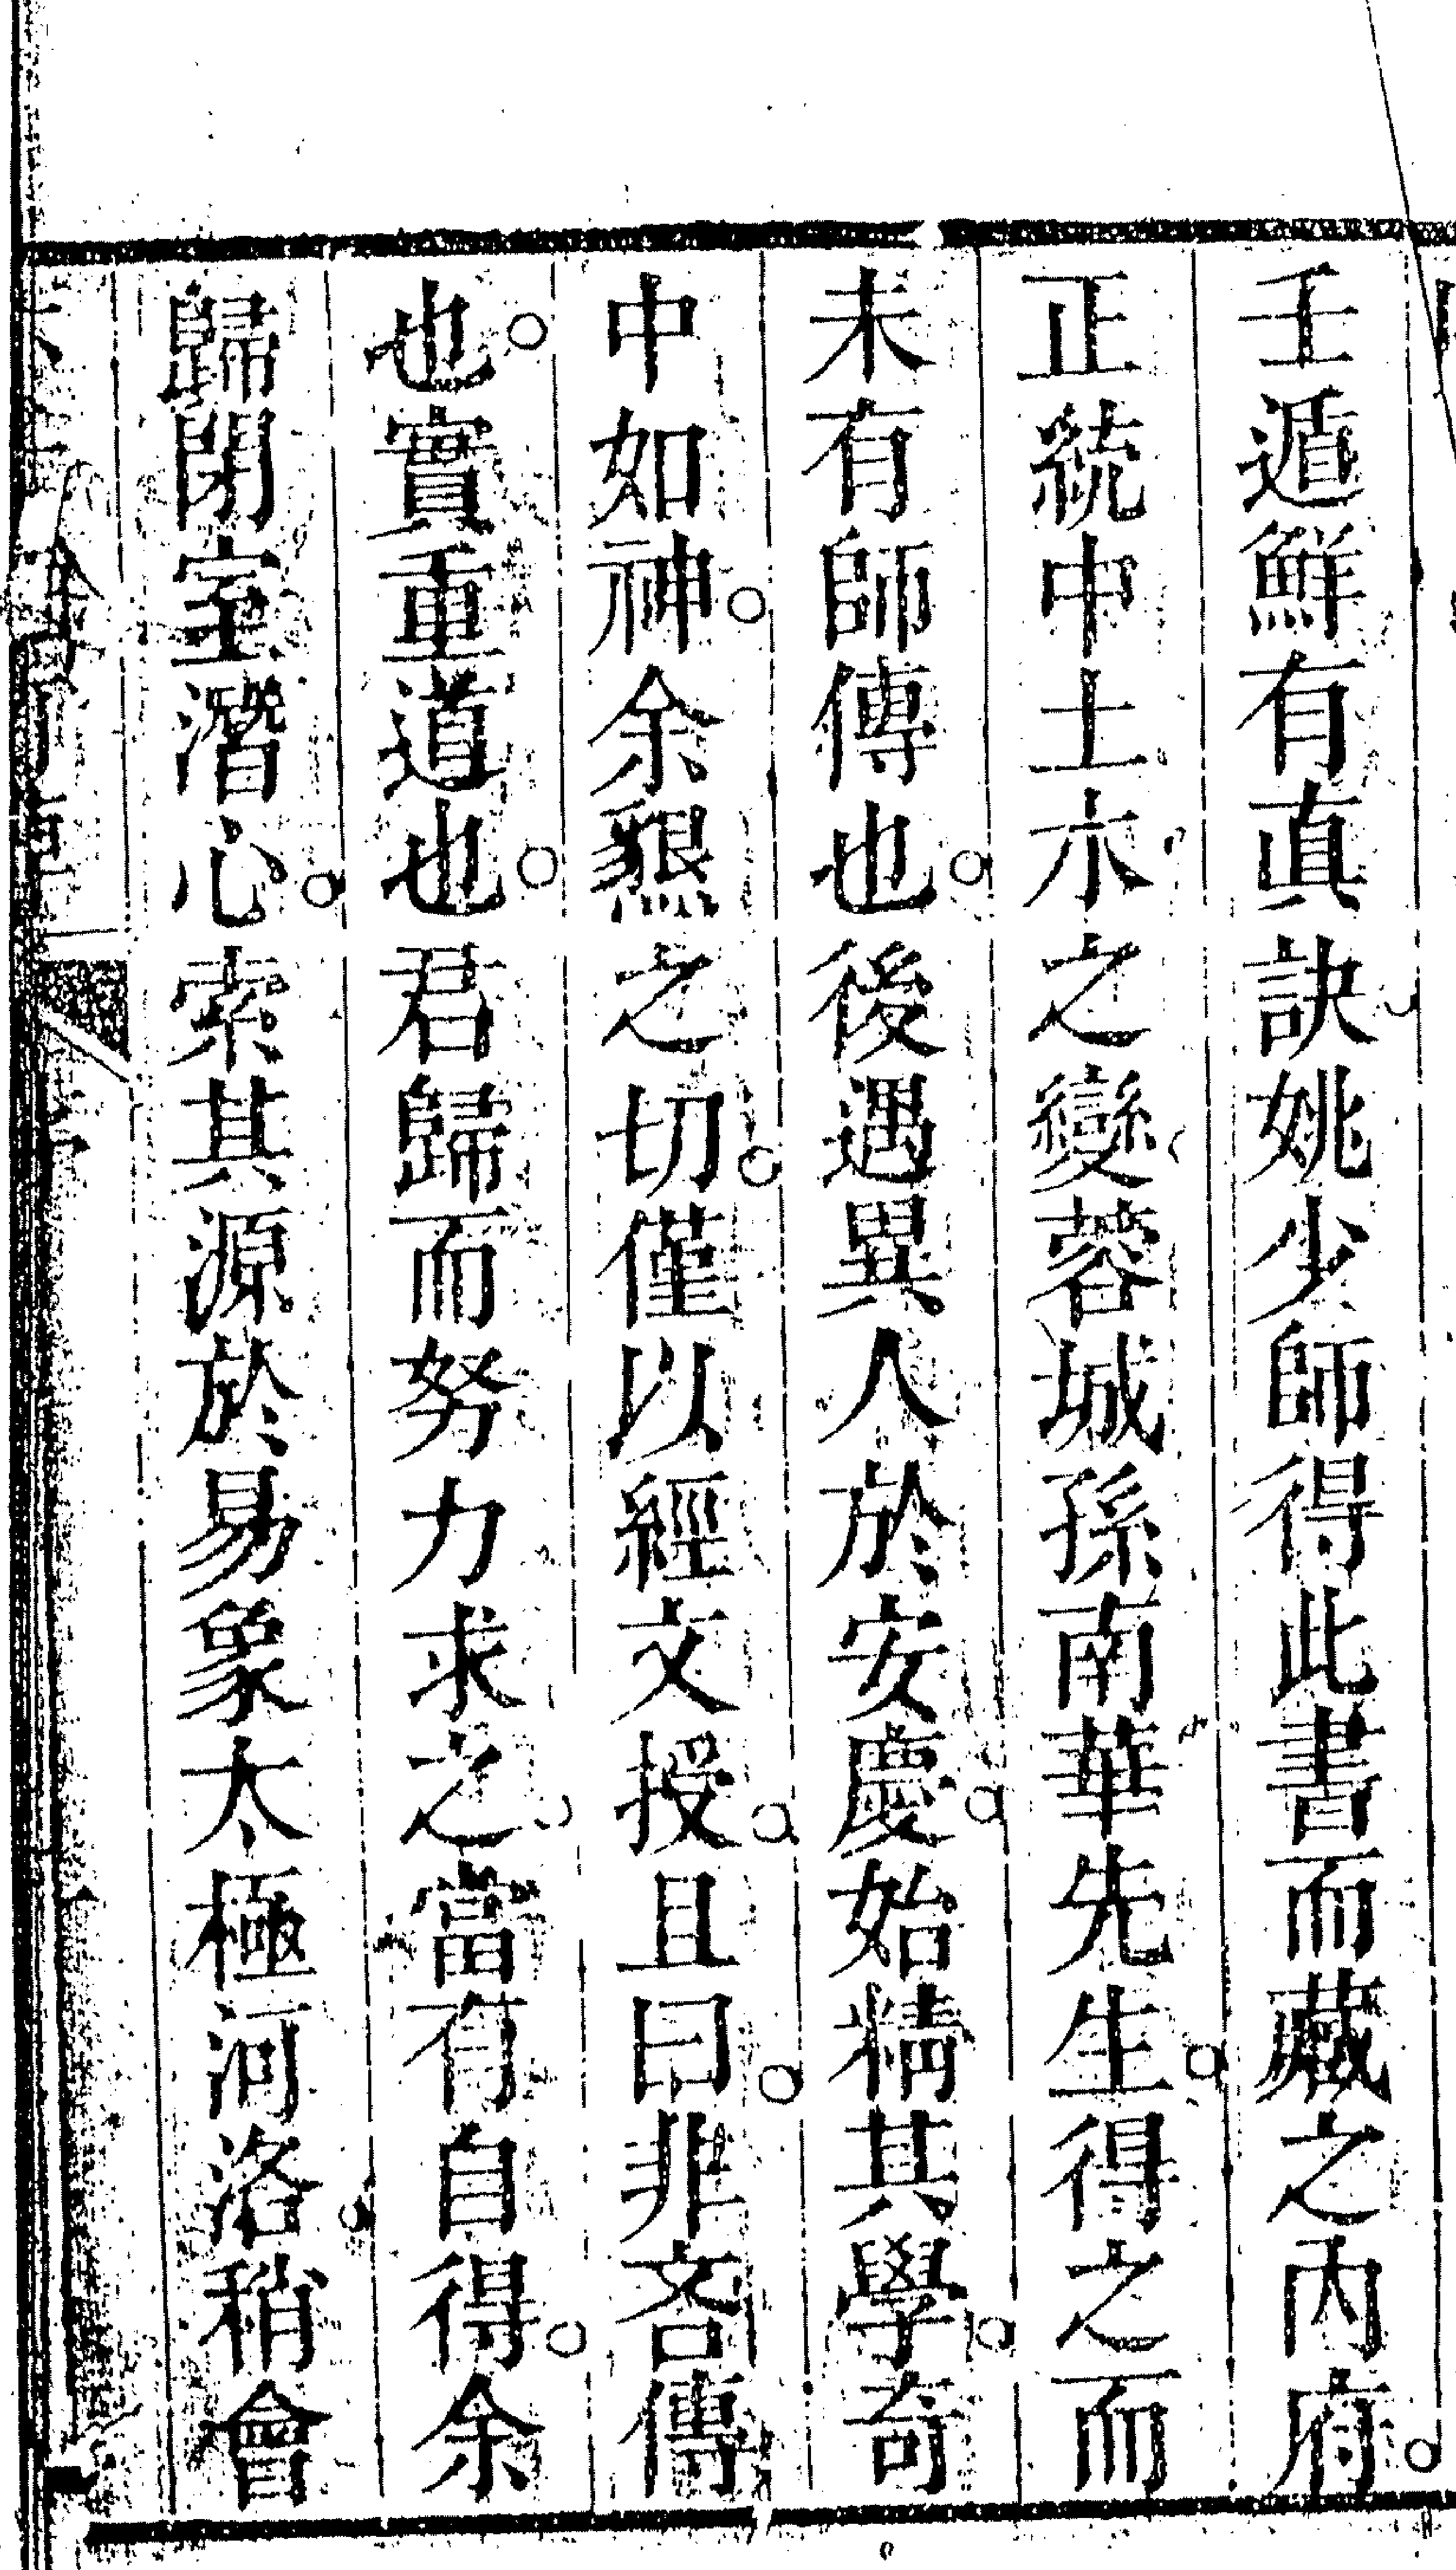 壬遁鮮有真訣姚少師得此書而藏之內府
正統中土木之變蓉城孫南華先生得之而
未有師傳也後遇異人於安慶始精其學奇
中如神余懇之切僅以經文授且曰非吝傳
也實重道也君歸而努力求之當有自得余
歸閉室潛心索其源於易象太極河洛稍會